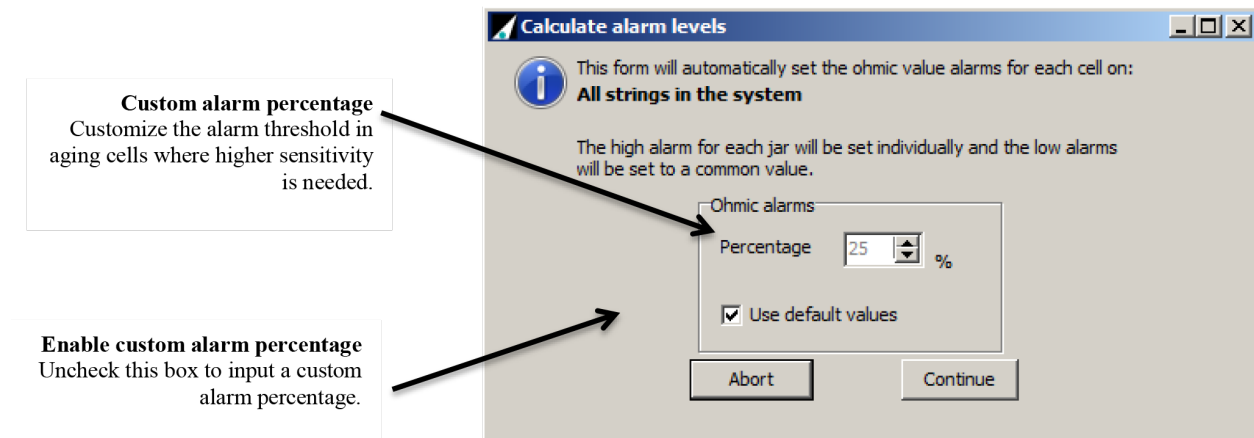 Calculate alarm levels
This form will automatically set the ohmic value alarms for each cell on:
All strings in the system
Custom alarm percentage
Customize the alarm threshold in
aging cells where higher sensitivity
is needed.
The high alarm for each jar will be set individually and the low alarms
will be set to a common value.
Ohmic alarms
Percentage 25 %
Use default values
Enable custom alarm percentage
Uncheck this box to input a custom
alarm percentage.
Abort Continue